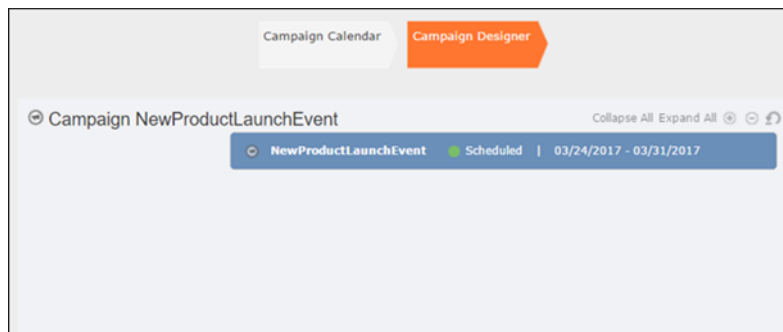 Campaign Calendar
Campaign Designer
Campaign NewProductLaunchEvent
Collapse All Expand All
NewProductLaunchEvent Scheduled | 03/24/2017 - 03/31/2017